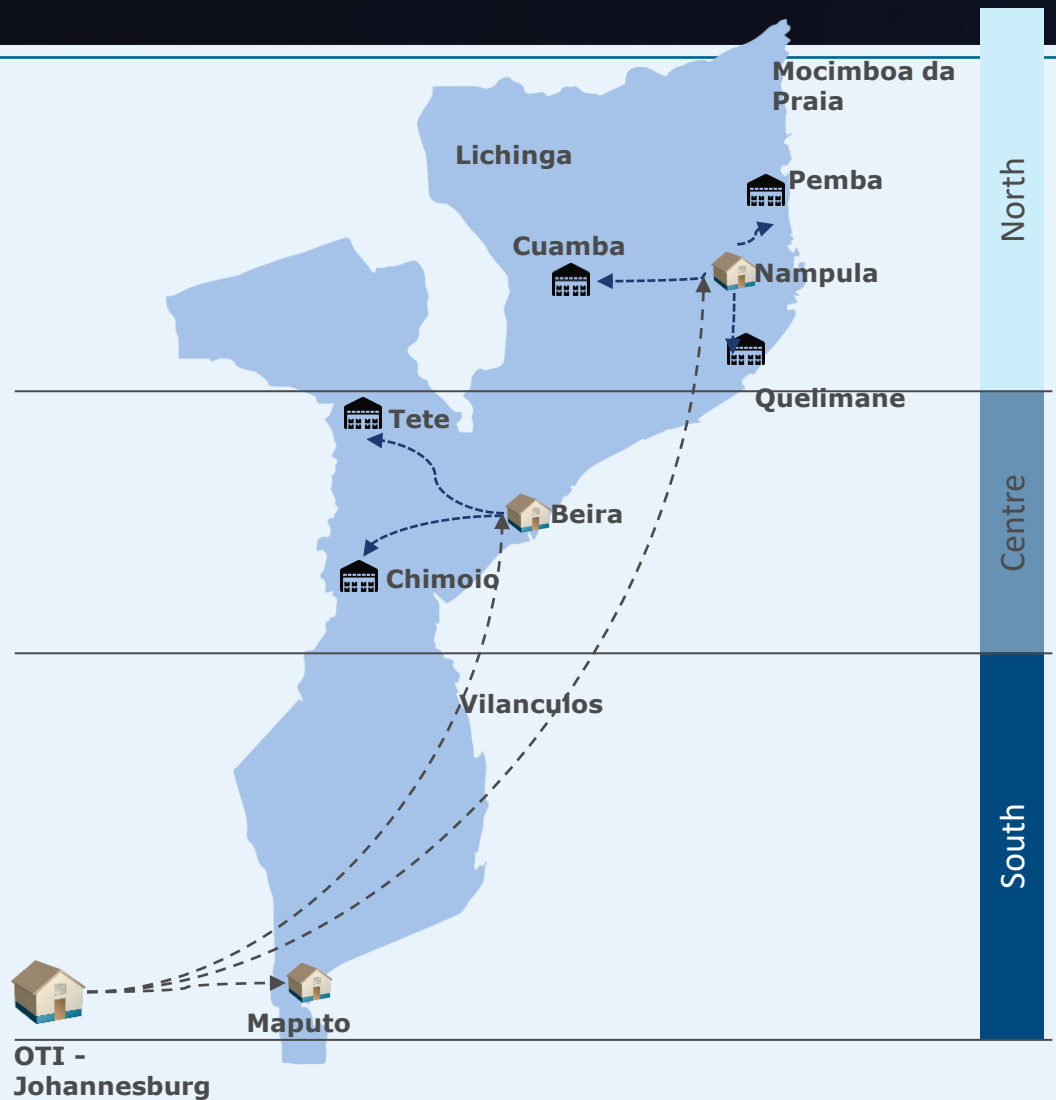 Mocimboa da
Praia
Lichinga
Pemba
North
Cuamba
Nampula
Quelimane
Tete
Centre
Beira
Chimoio
Vilanculos
South
Maputo
OTI -
Johannesburg